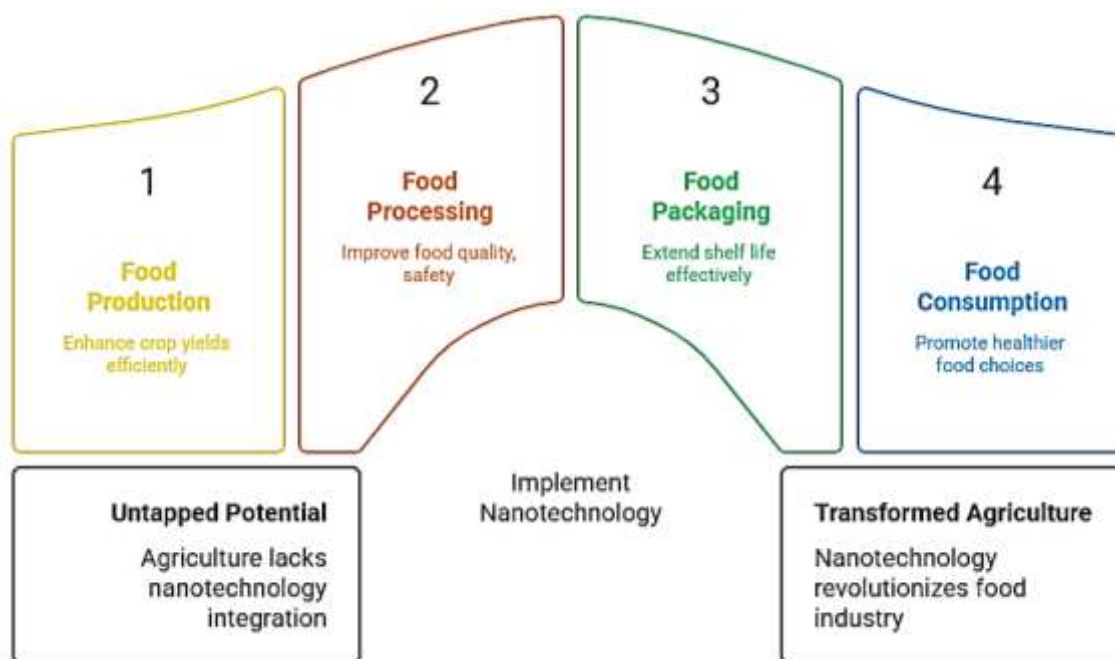 1
Food
Production
Enhance crop yields
efficiently
2
Food
Processing
Improve food quality,
safety
3
Food
Packaging
Extend shelf life
effectively
4
Food
Consumption
Promote healthier
food choices
Untapped Potential
Agriculture lacks
nanotechnology
integration
Implement
Nanotechnology
Transformed Agriculture
Nanotechnology
revolutionizes food
industry